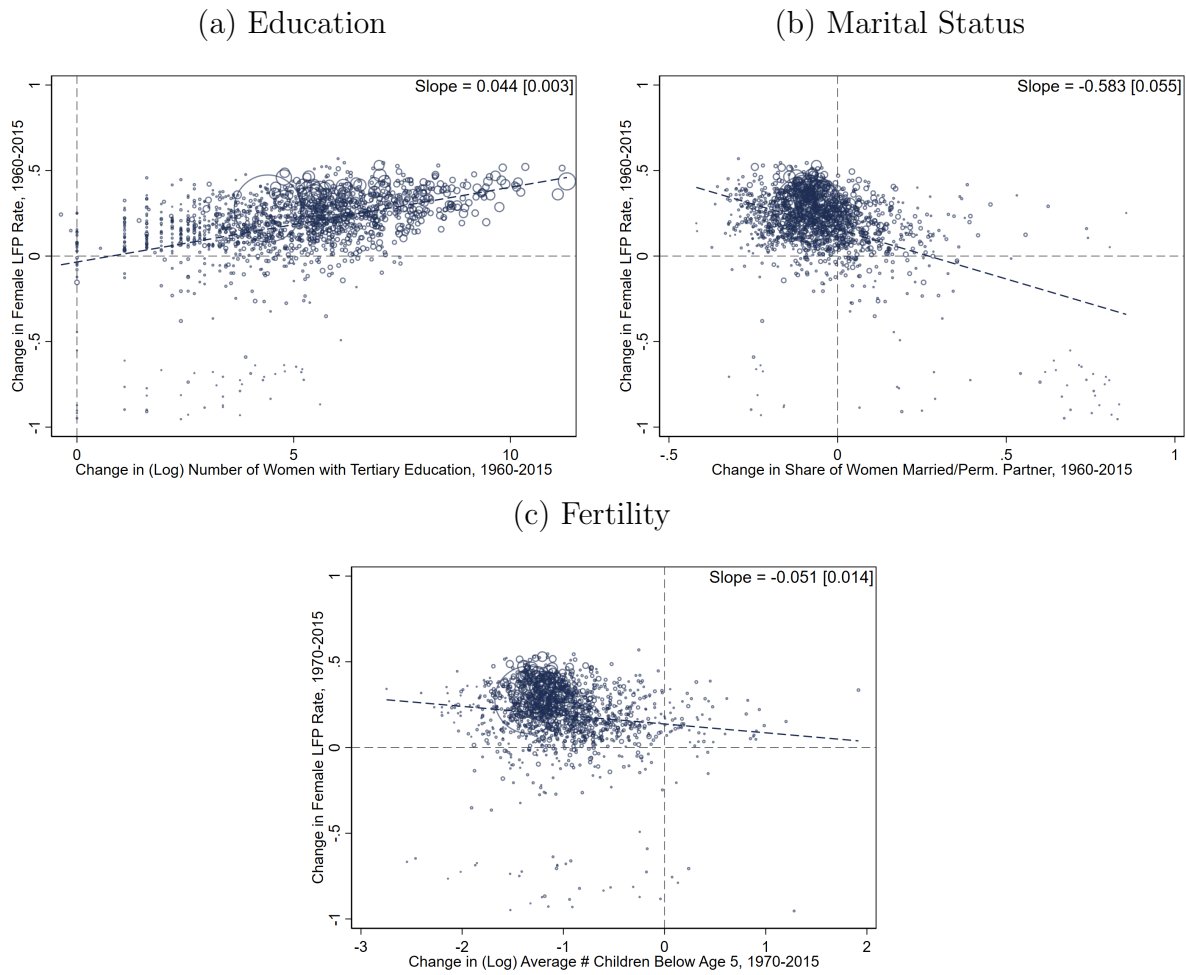 (a) Education
Slope = 0.044 [0.003]
Change in Female LFP Rate, 1960-2015
1
.5
0
-.5
-1
0
5
10
Change in (Log) Number of Women with Tertiary Education, 1960-2015
(b) Marital Status
Slope = -0.583 [0.055]
Change in Female LFP Rate, 1960-2015
1
.5
0
-.5
-1
-.5
0
.5
1
Change in Share of Women Married/Perm. Partner, 1960-2015
(c) Fertility
Slope = -0.051 [0.014]
Change in Female LFP Rate, 1970-2015
1
.5
0
-.5
-1
-3
-2
-1
0
1
2
Change in (Log) Average # Children Below Age 5, 1970-2015